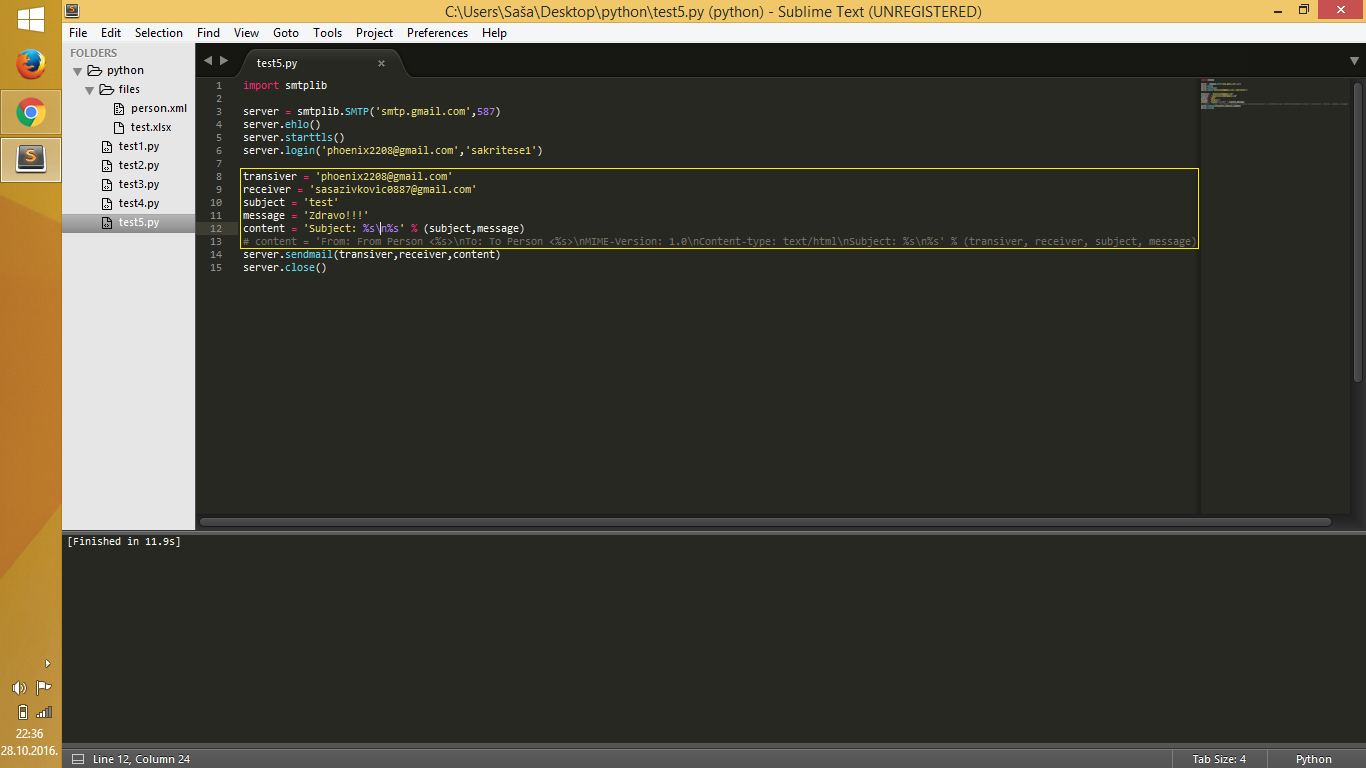 C:\Users\Saša\Desktop\python\test5.py (python) - Sublime Text (UNREGISTERED)
File Edit Selection Find View Goto Tools Project Preferences Help
FOLDERS
python
files
person.xml
test.xlsx
test1.py
test2.py
test3.py
test4.py
test5.py
test5.py
1 import smtplib
2
3 server = smtplib.SMTP('smtp.gmail.com',587)
4 server.ehlo()
5 server.starttls()
6 server.login('phoenix2208@gmail.com','sakritese1')
7
8 transiver = 'phoenix2208@gmail.com'
9 receiver = 'sasazivkovic0887@gmail.com'
10 subject = 'test'
11 message = 'Zdravo!!!'
12 content = 'Subject: %s\n%s' % (subject,message)
13 # content = 'From: From Person <%s>\nTo: To Person <%s>\nMIME-Version: 1.0\nContent-type: text/html\nSubject: %s\n%s' % (transiver, receiver, subject, message)
14 server.sendmail(transiver,receiver,content)
15 server.close()
[Finished in 11.9s]
22:36
28.10.2016.
Line 12, Column 24
Tab Size: 4
Python